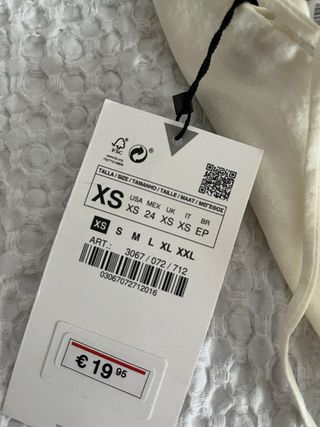 FSC
TALLA / SIZE / TAMANHO / TAILLE / MAAT / ΜΕΓΕΘΟΣ
XS
USA MEX UK IT BR
XS 24 XS XS EP
XS S M L XL XXL
ART.: 3067 / 072 / 712
03067072712016
€ 19 95